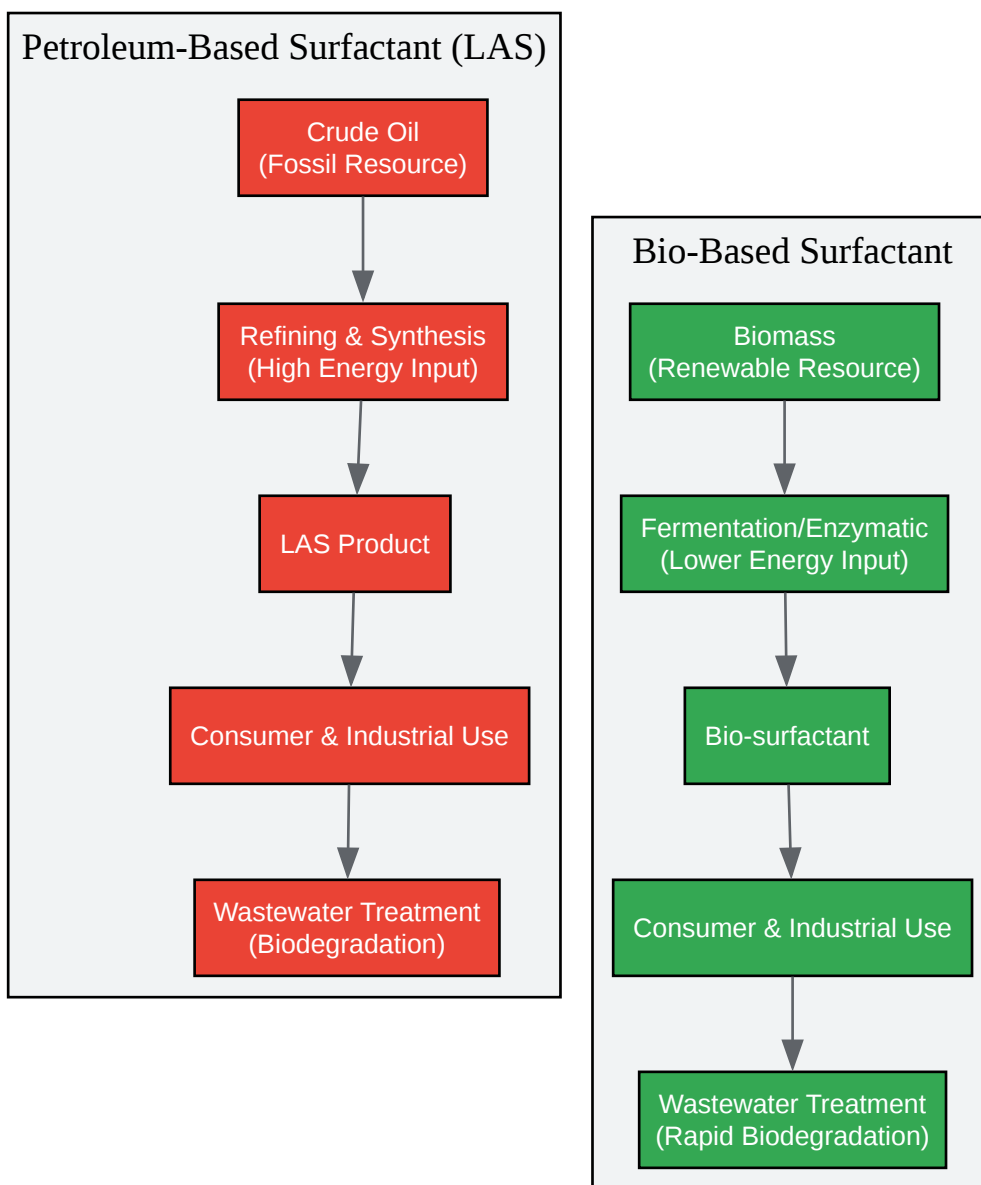 Petroleum-Based Surfactant (LAS)
Crude Oil
(Fossil Resource)
Refining & Synthesis
(High Energy Input)
LAS Product
Consumer & Industrial Use
Wastewater Treatment
(Biodegradation)
Bio-Based Surfactant
Biomass
(Renewable Resource)
Fermentation/Enzymatic
(Lower Energy Input)
Bio-surfactant
Consumer & Industrial Use
Wastewater Treatment
(Rapid Biodegradation)